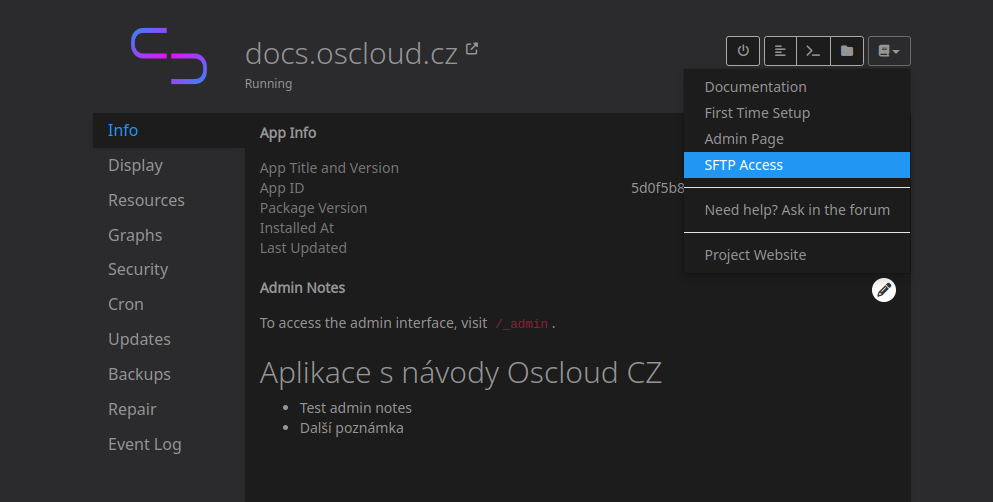 docs.oscloud.cz
Running
Documentation
First Time Setup
Admin Page
SFTP Access
Need help? Ask in the forum
Project Website
Info
Display
Resources
Graphs
Security
Cron
Updates
Backups
Repair
Event Log
App Info
App Title and Version
App ID 5d0f5b8
Package Version
Installed At
Last Updated
Admin Notes
To access the admin interface, visit /_admin .
Aplikace s návody Oscloud CZ
Test admin notes
Další poznámka